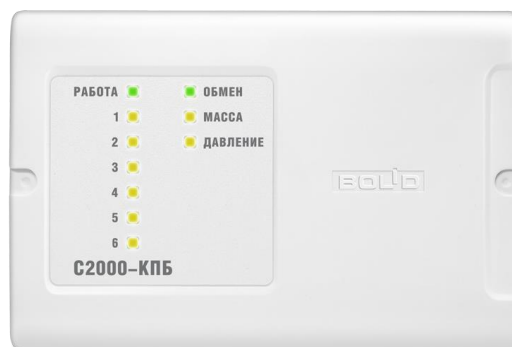 РАБОТА ОБМЕН
1 МАССА
2 ДАВЛЕНИЕ
3
4
5
6
BOLID
С2000-КПБ